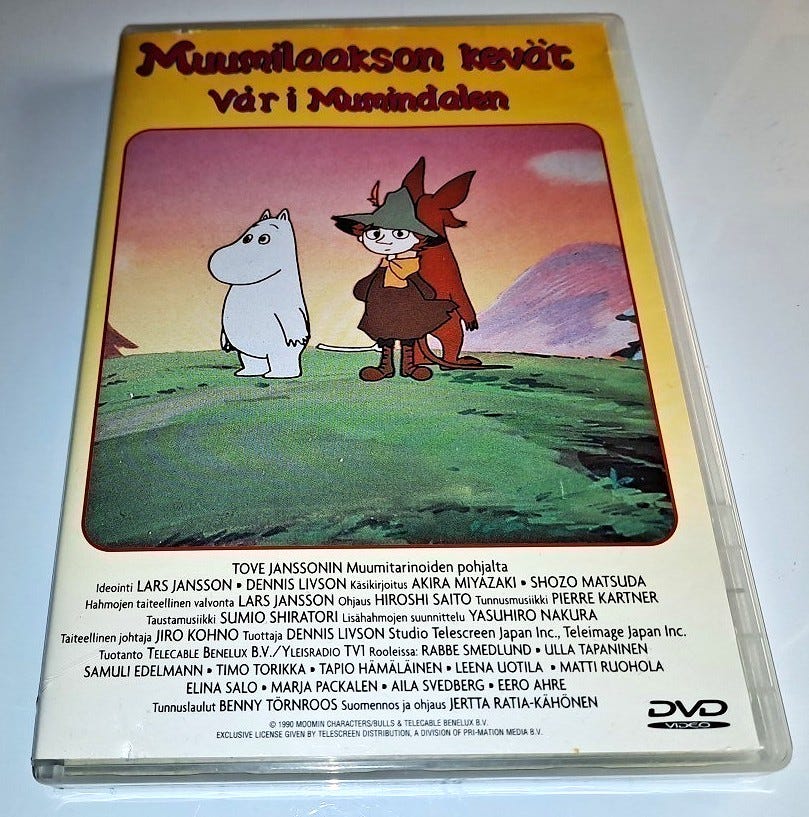 Muumilaakson kevät
Vår i Mumindalen
TOVE JANSSONIN Muumitarinoiden pohjalta
Ideointi LARS JANSSON • DENNIS LIVSON Käsikirjoitus AKIRA MIYAZAKI • SHOZO MATSUDA
Hahmojen taiteellinen valvonta LARS JANSSON Ohjaus HIROSHI SAITO Tunnusmusiikki PIERRE KARTNER
Taustamusiikki SUMIO SHIRATORI Lisähahmojen suunnittelu YASUHIRO NAKURA
Taiteellinen johtaja JIRO KOHNO Tuottaja DENNIS LIVSON Studio Telescreen Japan Inc., Teleimage Japan Inc.
Tuotanto TELECABLE BENELUX B.V./YLEISRADIO TV1 Rooleissa: RABBE SMEDLUND • ULLA TAPANINEN
SAMULI EDELMANN • TIMO TORIKKA • TAPIO HÄMÄLÄINEN • LEENA UOTILA • MATTI RUOHOLA
ELINA SALO • MARJA PACKALEN • AILA SVEDBERG • EERO AHRE
Tunnuslaulut BENNY TÖRNROOS Suomennos ja ohjaus JERTTA RATIA-KÄHÖNEN
© 1990 MOOMIN CHARACTERS/BULLS & TELECABLE BENELUX B.V.
EXCLUSIVE LICENSE GIVEN BY TELESCREEN DISTRIBUTION, A DIVISION OF PRI-MATION MEDIA B.V.
DVD
VIDEO